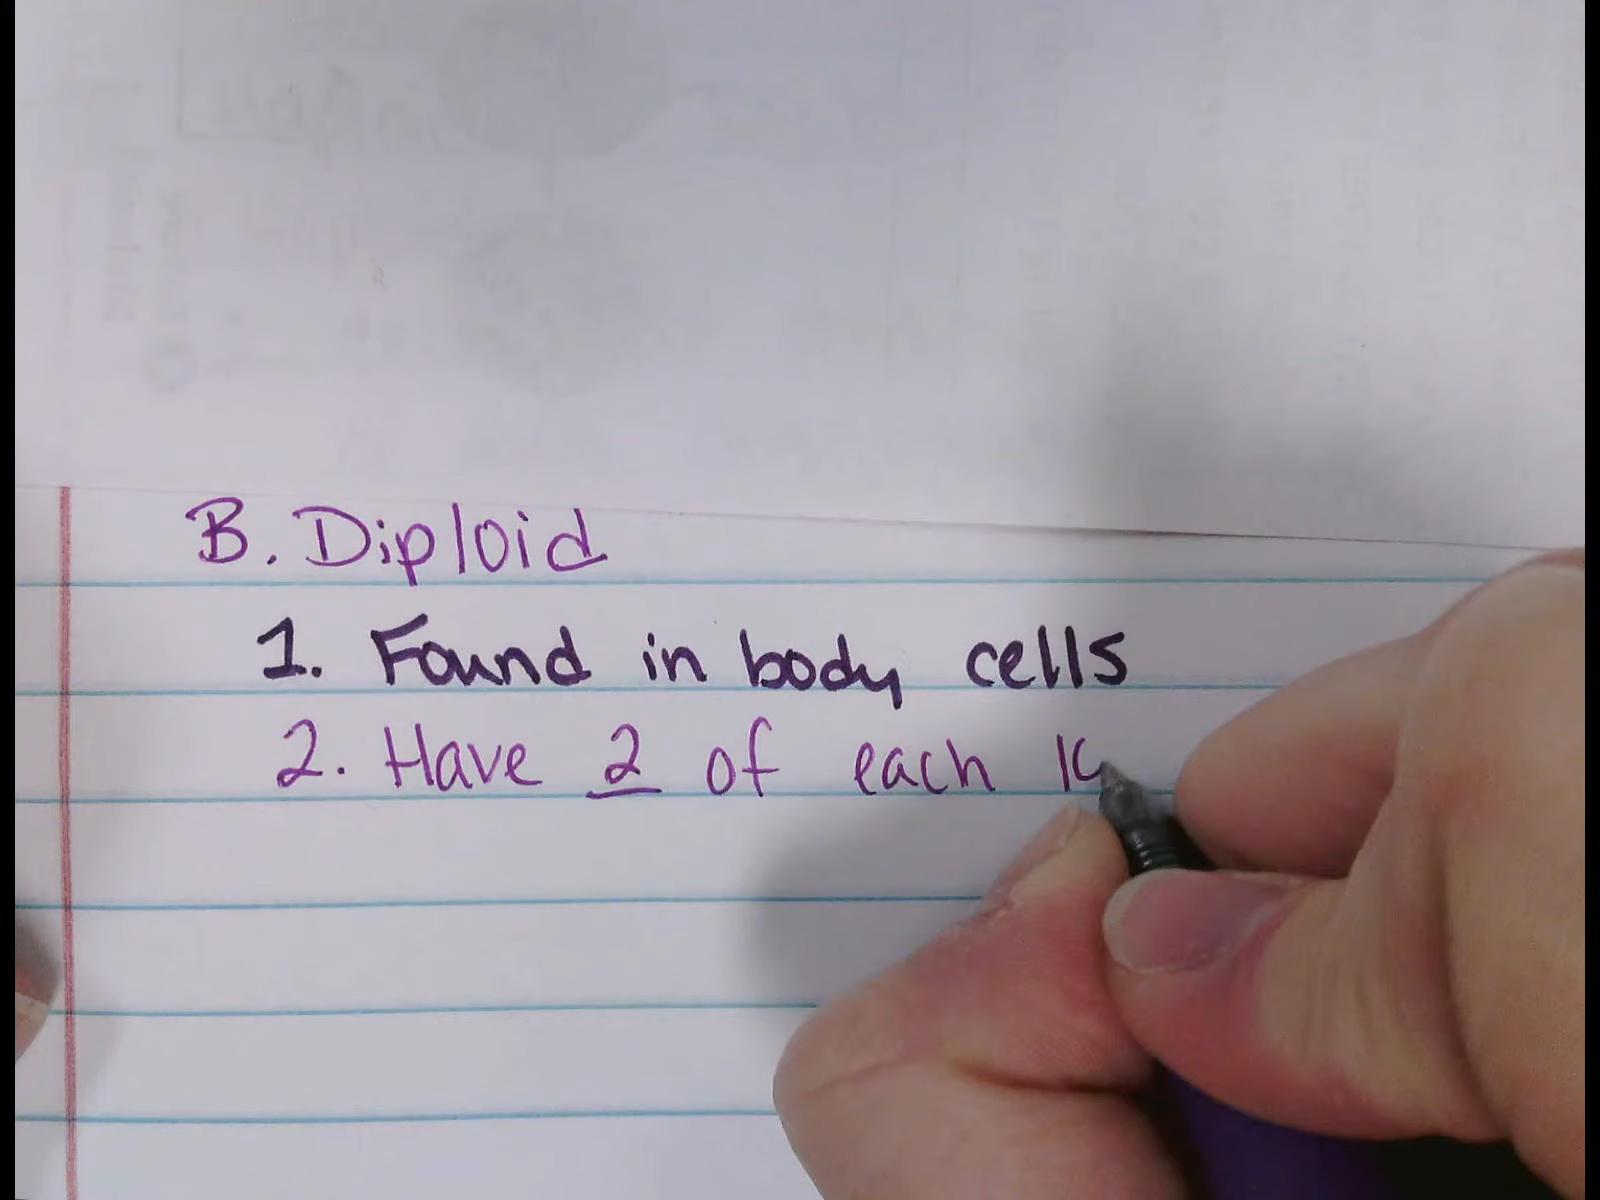 B. Diploid
1. Found in body cells
2. Have 2 of each